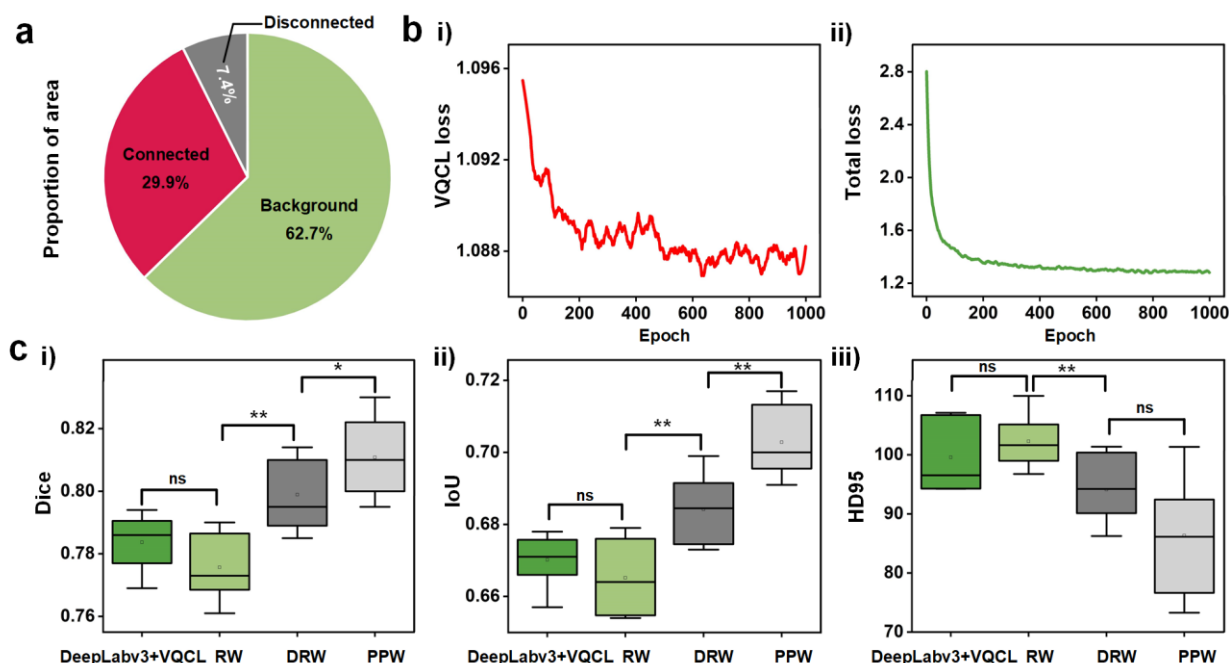 a
Disconnected
7.4%
Connected
29.9%
Background
62.7%
Proportion of area
b i)
1.096
1.092
1.088
VQCL loss
0 200 400 600 800 1000
Epoch
ii)
2.8
2.4
2.0
1.6
1.2
Total loss
0 200 400 600 800 1000
Epoch
c i)
0.82
0.80
0.78
0.76
Dice
ns
**
*
DeepLabv3+VQCL RW DRW PPW
ii)
0.72
0.70
0.68
0.66
IoU
ns
**
**
DeepLabv3+VQCL RW DRW PPW
iii)
110
100
90
80
70
HD95
ns
**
ns
DeepLabv3+VQCL RW DRW PPW